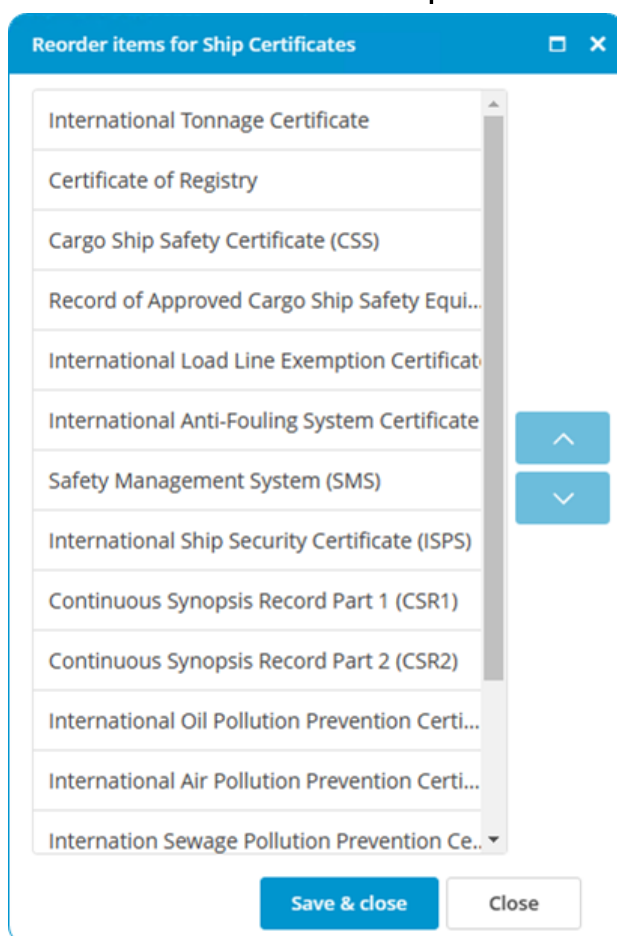 Reorder items for Ship Certificates
International Tonnage Certificate
Certificate of Registry
Cargo Ship Safety Certificate (CSS)
Record of Approved Cargo Ship Safety Equi...
International Load Line Exemption Certificat
International Anti-Fouling System Certificate
Safety Management System (SMS)
International Ship Security Certificate (ISPS)
Continuous Synopsis Record Part 1 (CSR1)
Continuous Synopsis Record Part 2 (CSR2)
International Oil Pollution Prevention Certi...
International Air Pollution Prevention Certi...
Internation Sewage Pollution Prevention Ce..
Save & close
Close